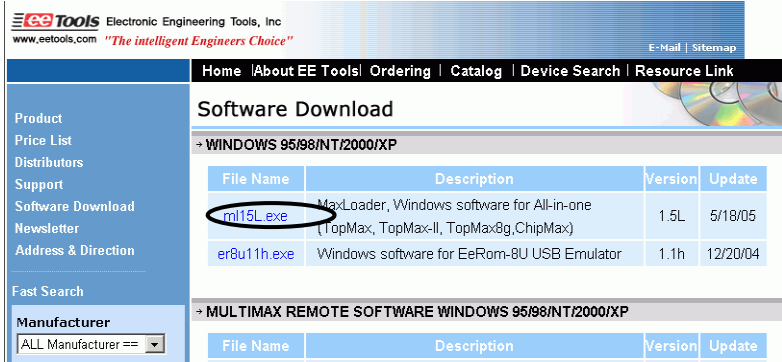 EE Tools Electronic Engineering Tools, Inc
www.eetools.com "The intelligent Engineers Choice"
E-Mail | Sitemap
Home | About EE Tools | Ordering | Catalog | Device Search | Resource Link
Software Download
Product
Price List
Distributors
Support
Software Download
Newsletter
Address & Direction
Fast Search
Manufacturer
ALL Manufacturer ==
WINDOWS 95/98/NT/2000/XP
File Name Description Version Update
ml15L.exe MaxLoader, Windows software for All-in-one
(TopMax, TopMax-II, TopMax8g,ChipMax) 1.5L 5/18/05
er8u11h.exe Windows software for EeRom-8U USB Emulator 1.1h 12/20/04
MULTIMAX REMOTE SOFTWARE WINDOWS 95/98/NT/2000/XP
File Name Description Version Update